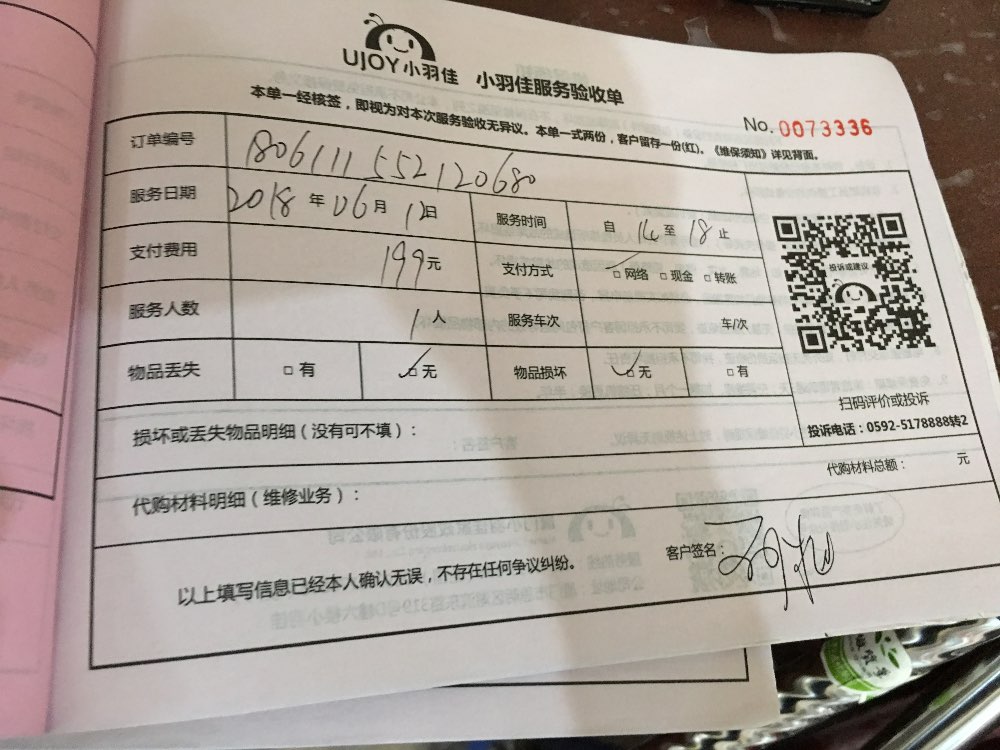 UJOY小羽佳 小羽佳服务验收单
本单一经核签，即视为对本次服务验收无异议。本单一式两份，客户留存一份(红)。《维保须知》详见背面。
No. 0073336
订单编号 1806111552120680
服务日期 2018年06月12日 服务时间 自14至18止
支付费用 199元 支付方式 □网络 □现金 □转账
服务人数 1人 服务车次 车/次
物品丢失 □有 ✓□无 物品损坏 ✓□无 □有
投诉或建议
扫码评价或投诉
投诉电话：0592-5178888转2
损坏或丢失物品明细（没有可不填）：
代购材料明细（维修业务）： 代购材料总额： 元
以上填写信息已经本人确认无误，不存在任何争议纠纷。 客户签名：